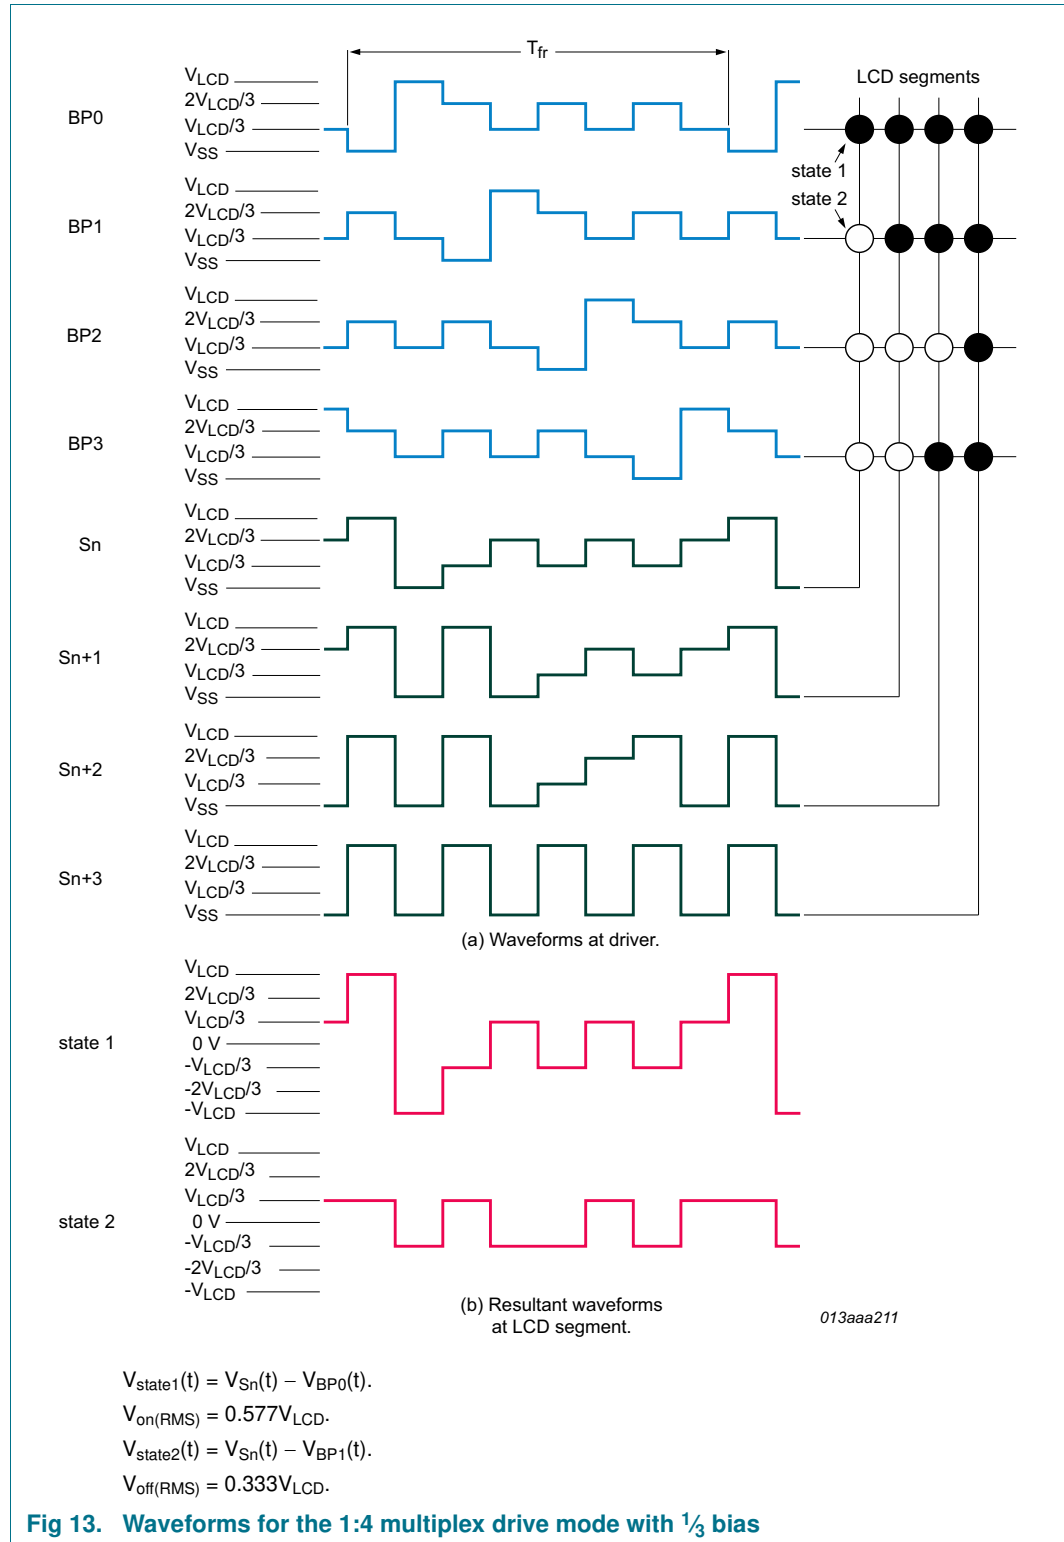 Tfr
VLCD
2VLCD/3
BP0
VLCD/3
VSS
LCD segments
state 1
state 2
VLCD
2VLCD/3
BP1
VLCD/3
VSS
VLCD
2VLCD/3
BP2
VLCD/3
VSS
VLCD
2VLCD/3
BP3
VLCD/3
VSS
VLCD
2VLCD/3
Sn
VLCD/3
VSS
VLCD
2VLCD/3
Sn+1
VLCD/3
VSS
VLCD
2VLCD/3
Sn+2
VLCD/3
VSS
VLCD
2VLCD/3
Sn+3
VLCD/3
VSS
(a) Waveforms at driver.
VLCD
2VLCD/3
VLCD/3
state 1
0 V
-VLCD/3
-2VLCD/3
-VLCD
VLCD
2VLCD/3
VLCD/3
state 2
0 V
-VLCD/3
-2VLCD/3
-VLCD
(b) Resultant waveforms
at LCD segment.
013aaa211
Vstate1(t) = VSn(t) − VBP0(t).
Von(RMS) = 0.577VLCD.
Vstate2(t) = VSn(t) − VBP1(t).
Voff(RMS) = 0.333VLCD.
Fig 13. Waveforms for the 1:4 multiplex drive mode with 1⁄3 bias